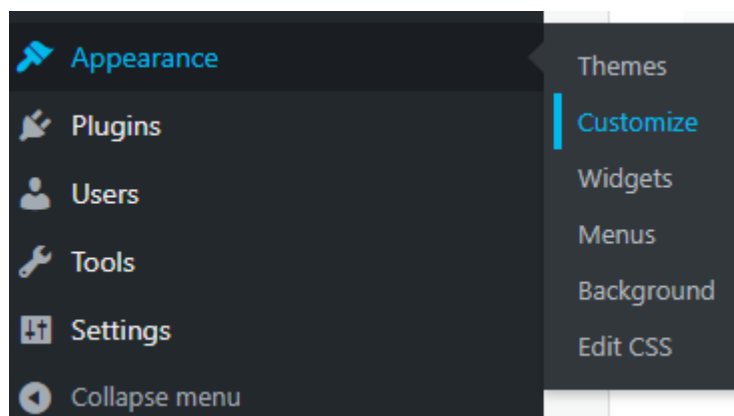 Appearance
Plugins
Users
Tools
Settings
Collapse menu
Themes
Customize
Widgets
Menus
Background
Edit CSS